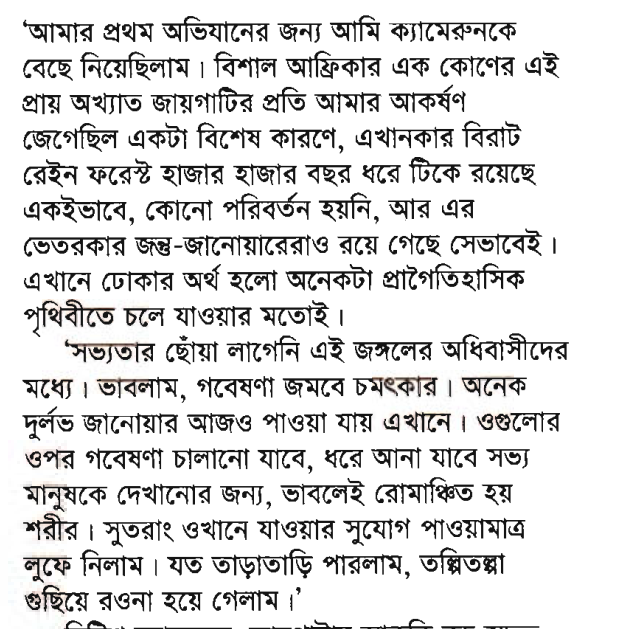 ‘আমার প্রথম অভিযানের জন্য আমি ক্যামেরুনকে
বেছে নিয়েছিলাম। বিশাল আফ্রিকার এক কোণের এই
প্রায় অখ্যাত জায়গাটির প্রতি আমার আকর্ষণ
জেগেছিল একটা বিশেষ কারণে, এখানকার বিরাট
রেইন ফরেস্ট হাজার হাজার বছর ধরে টিকে রয়েছে
একইভাবে, কোনো পরিবর্তন হয়নি, আর এর
ভেতরকার জন্তু-জানোয়ারেরাও রয়ে গেছে সেভাবেই।
এখানে ঢোকার অর্থ হলো অনেকটা প্রাগৈতিহাসিক
পৃথিবীতে চলে যাওয়ার মতোই।
‘সভ্যতার ছোঁয়া লাগেনি এই জঙ্গলের অধিবাসীদের
মধ্যে। ভাবলাম, গবেষণা জমবে চমৎকার। অনেক
দুর্লভ জানোয়ার আজও পাওয়া যায় এখানে। ওগুলোর
ওপর গবেষণা চালানো যাবে, ধরে আনা যাবে সভ্য
মানুষকে দেখানোর জন্য, ভাবলেই রোমাঞ্চিত হয়
শরীর। সুতরাং ওখানে যাওয়ার সুযোগ পাওয়ামাত্র
লুফে নিলাম। যত তাড়াতাড়ি পারলাম, তল্পিতল্পা
গুছিয়ে রওনা হয়ে গেলাম।’